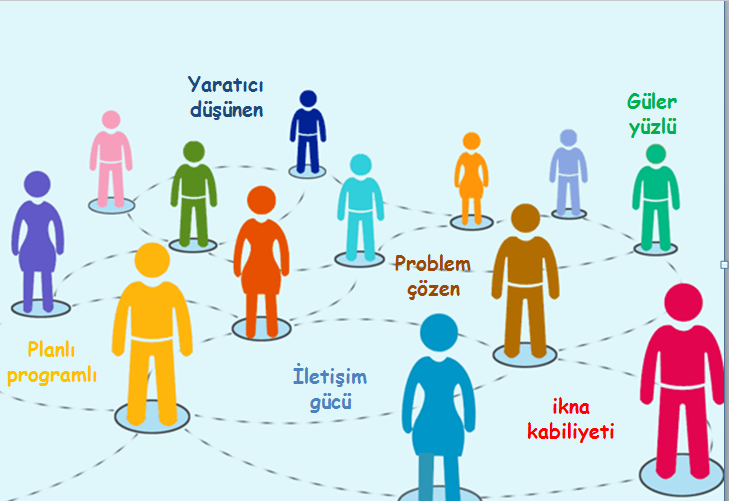 Yaratıcı
düşünen
Güler
yüzlü
Problem
çözen
Planlı
programlı
İletişim
gücü
ikna
kabiliyeti